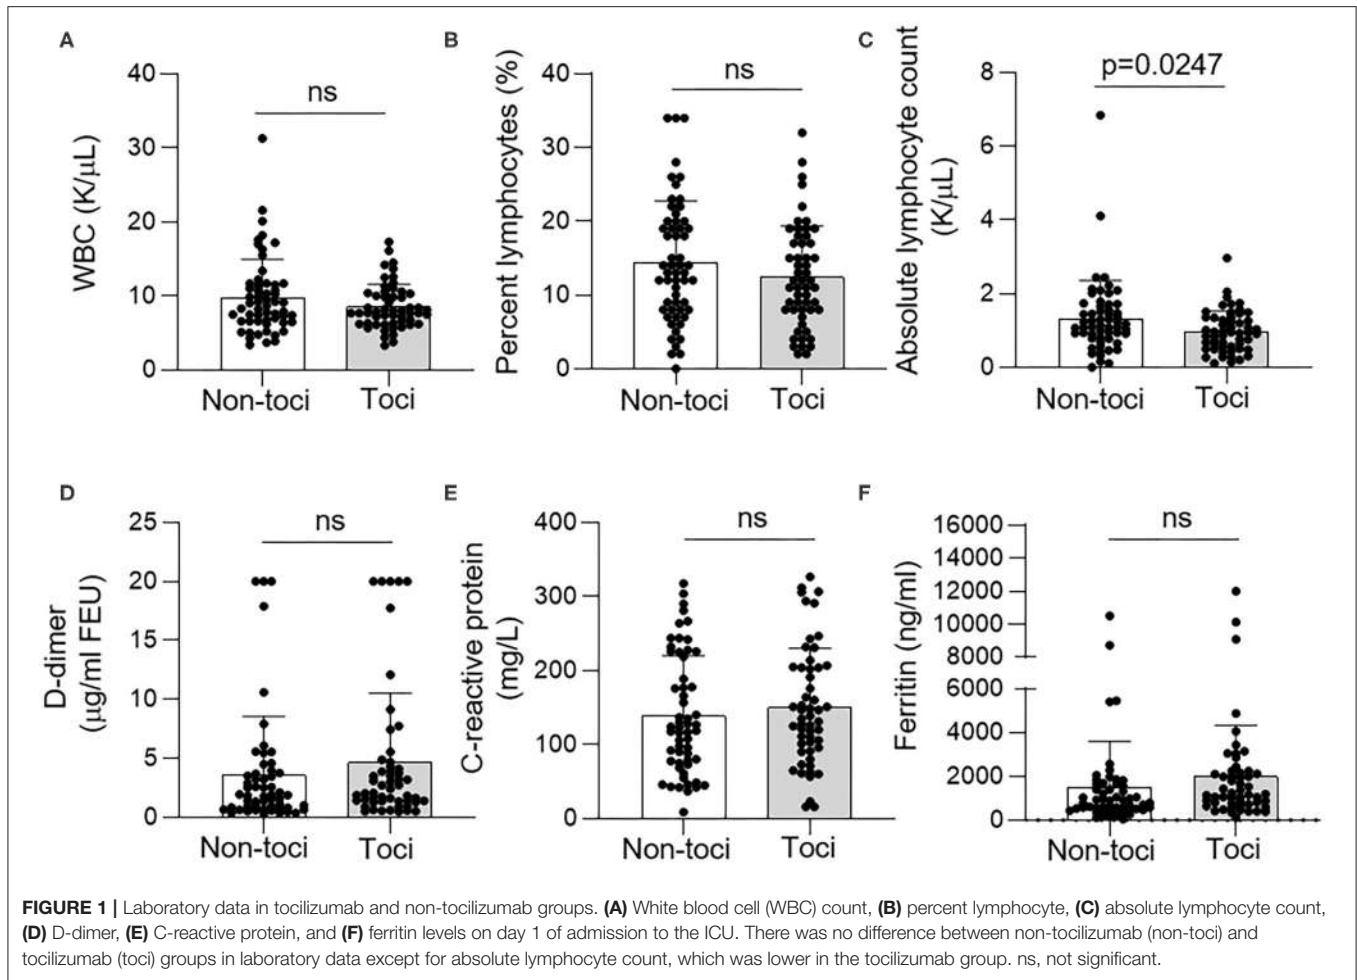 A
WBC (K/μL)
40
30
20
10
0
ns
Non-toci
Toci
B
Percent lymphocytes (%)
40
30
20
10
0
ns
Non-toci
Toci
C
Absolute lymphocyte count
(K/μL)
8
6
4
2
0
p=0.0247
Non-toci
Toci
D
D-dimer
(μg/ml FEU)
25
20
15
10
5
0
ns
Non-toci
Toci
E
C-reactive protein
(mg/L)
400
300
200
100
0
ns
Non-toci
Toci
F
Ferritin (ng/ml)
16000
14000
12000
10000
8000
6000
4000
2000
0
ns
Non-toci
Toci
FIGURE 1 | Laboratory data in tocilizumab and non-tocilizumab groups. (A) White blood cell (WBC) count, (B) percent lymphocyte, (C) absolute lymphocyte count,
(D) D-dimer, (E) C-reactive protein, and (F) ferritin levels on day 1 of admission to the ICU. There was no difference between non-tocilizumab (non-toci) and
tocilizumab (toci) groups in laboratory data except for absolute lymphocyte count, which was lower in the tocilizumab group. ns, not significant.